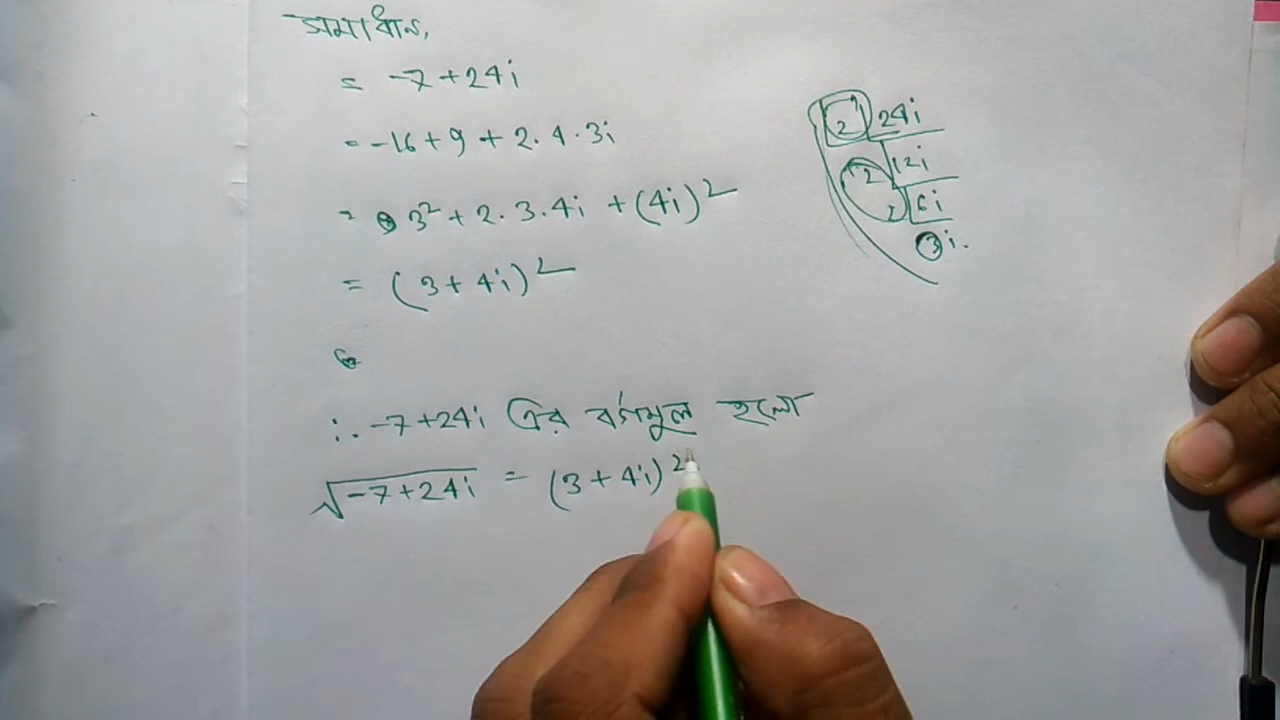 সমাধান,
= -7+24i
= -16+9+2.4.3i
= 3²+2.3.4i+(4i)²
= (3+4i)²
∴ -7+24i এর বর্গমূল হলো
√-7+24i = (3+4i)²
2 24i
2 12i
2 6i
3i.